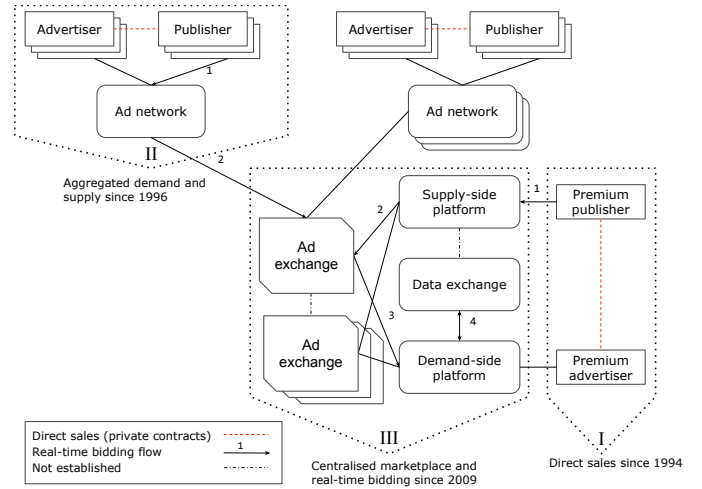 Advertiser
Publisher
Advertiser
Publisher
1
Ad network
Ad network
II
2
Aggregated demand and
supply since 1996
Supply-side
platform
1
Premium
publisher
2
Ad
exchange
Data exchange
3
4
Ad
exchange
Demand-side
platform
Premium
advertiser
III
I
Centralised marketplace and
real-time bidding since 2009
Direct sales since 1994
Direct sales (private contracts)
Real-time bidding flow
1
Not established